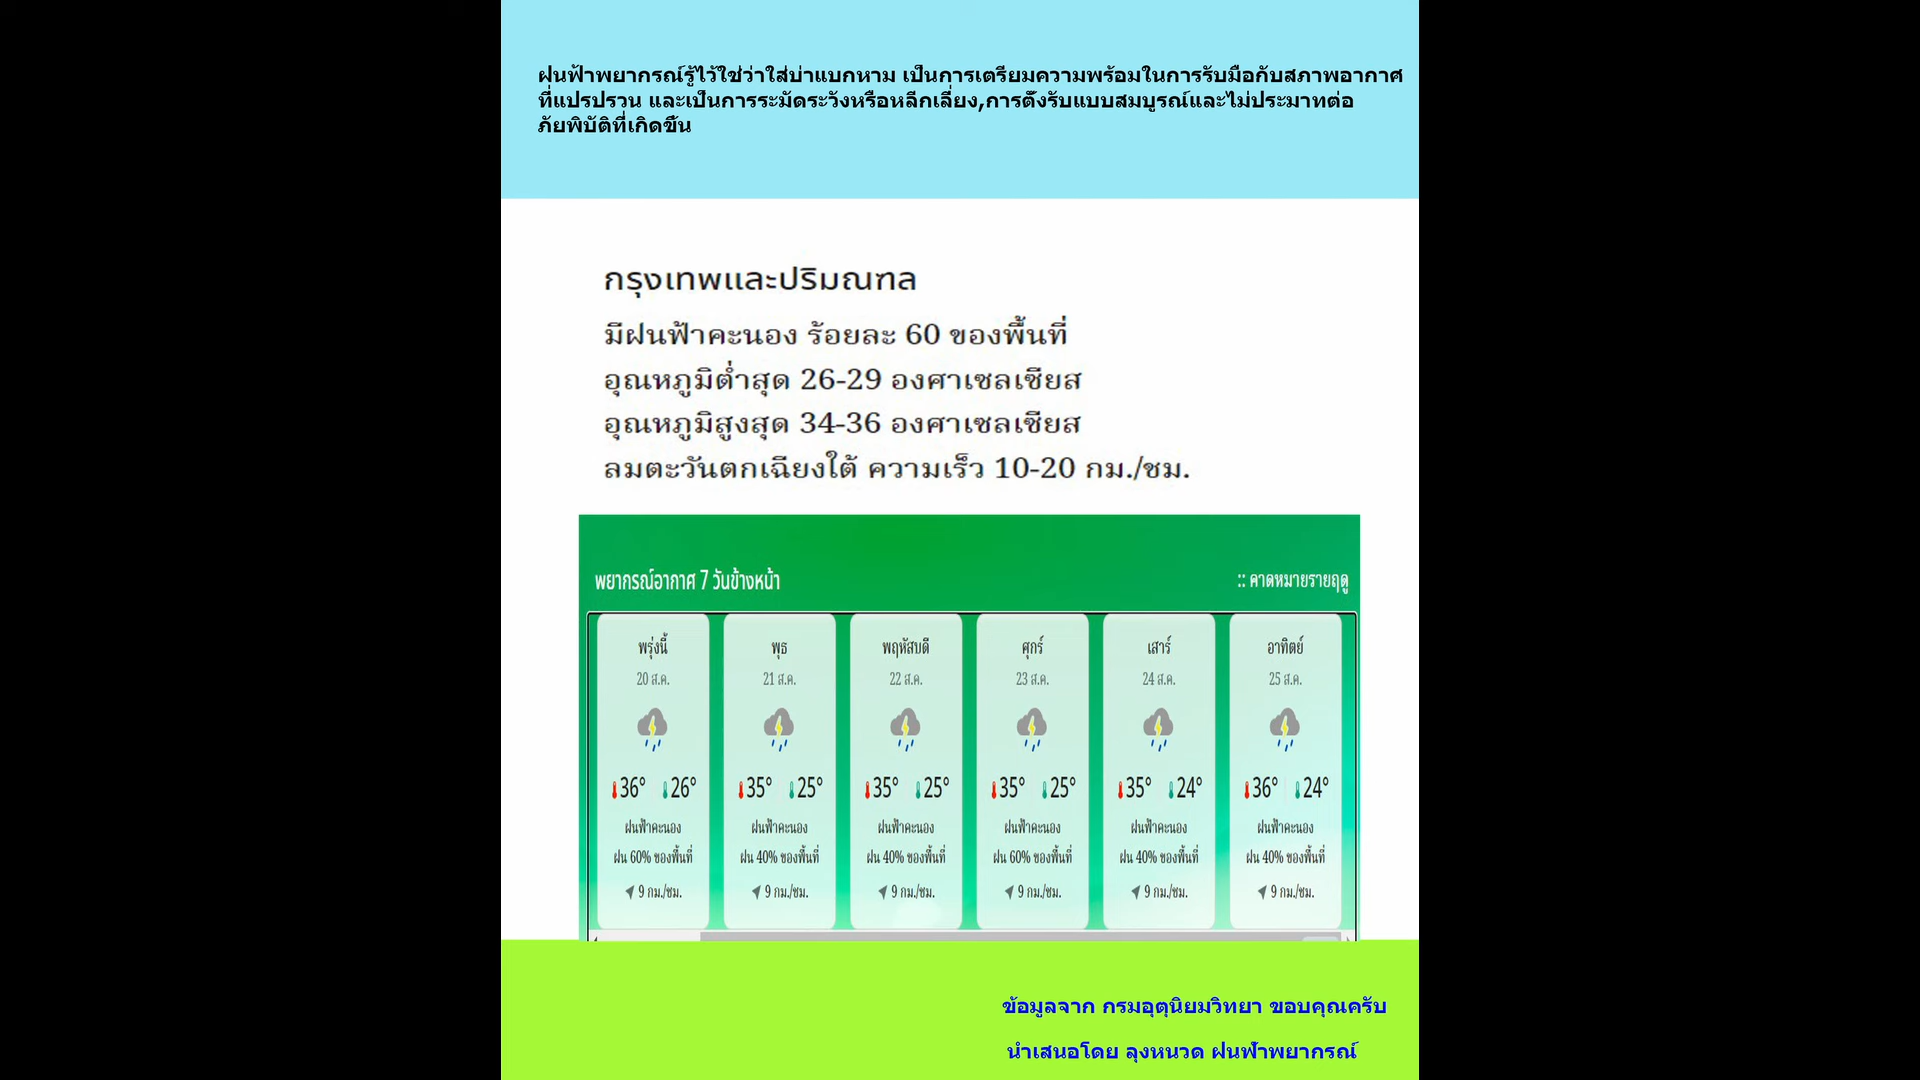 ฝนฟ้าพยากรณ์รู้ไว้ใช่ว่าใส่บ่าแบกหาม เป็นการเตรียมความพร้อมในการรับมือกับสภาพอากาศ
ที่แปรปรวน และเป็นการระมัดระวังหรือหลีกเลี่ยง,การตั้งรับแบบสมบูรณ์และไม่ประมาทต่อ
ภัยพิบัติที่เกิดขึ้น
กรุงเทพและปริมณฑล
มีฝนฟ้าคะนอง ร้อยละ 60 ของพื้นที่
อุณหภูมิต่ำสุด 26-29 องศาเซลเซียส
อุณหภูมิสูงสุด 34-36 องศาเซลเซียส
ลมตะวันตกเฉียงใต้ ความเร็ว 10-20 กม./ชม.
พยากรณ์อากาศ 7 วันข้างหน้า :: คาดหมายรายฤดู
พรุ่งนี้ พุธ พฤหัสบดี ศุกร์ เสาร์ อาทิตย์
20 ส.ค. 21 ส.ค. 22 ส.ค. 23 ส.ค. 24 ส.ค. 25 ส.ค.
36° 26° 35° 25° 35° 25° 35° 25° 35° 24° 36° 24°
ฝนฟ้าคะนอง ฝนฟ้าคะนอง ฝนฟ้าคะนอง ฝนฟ้าคะนอง ฝนฟ้าคะนอง ฝนฟ้าคะนอง
ฝน 60% ของพื้นที่ ฝน 40% ของพื้นที่ ฝน 40% ของพื้นที่ ฝน 60% ของพื้นที่ ฝน 40% ของพื้นที่ ฝน 40% ของพื้นที่
9 กม./ชม. 9 กม./ชม. 9 กม./ชม. 9 กม./ชม. 9 กม./ชม. 9 กม./ชม.
ข้อมูลจาก กรมอุตุนิยมวิทยา ขอบคุณครับ
นำเสนอโดย ลุงหนวด ฝนฟ้าพยากรณ์